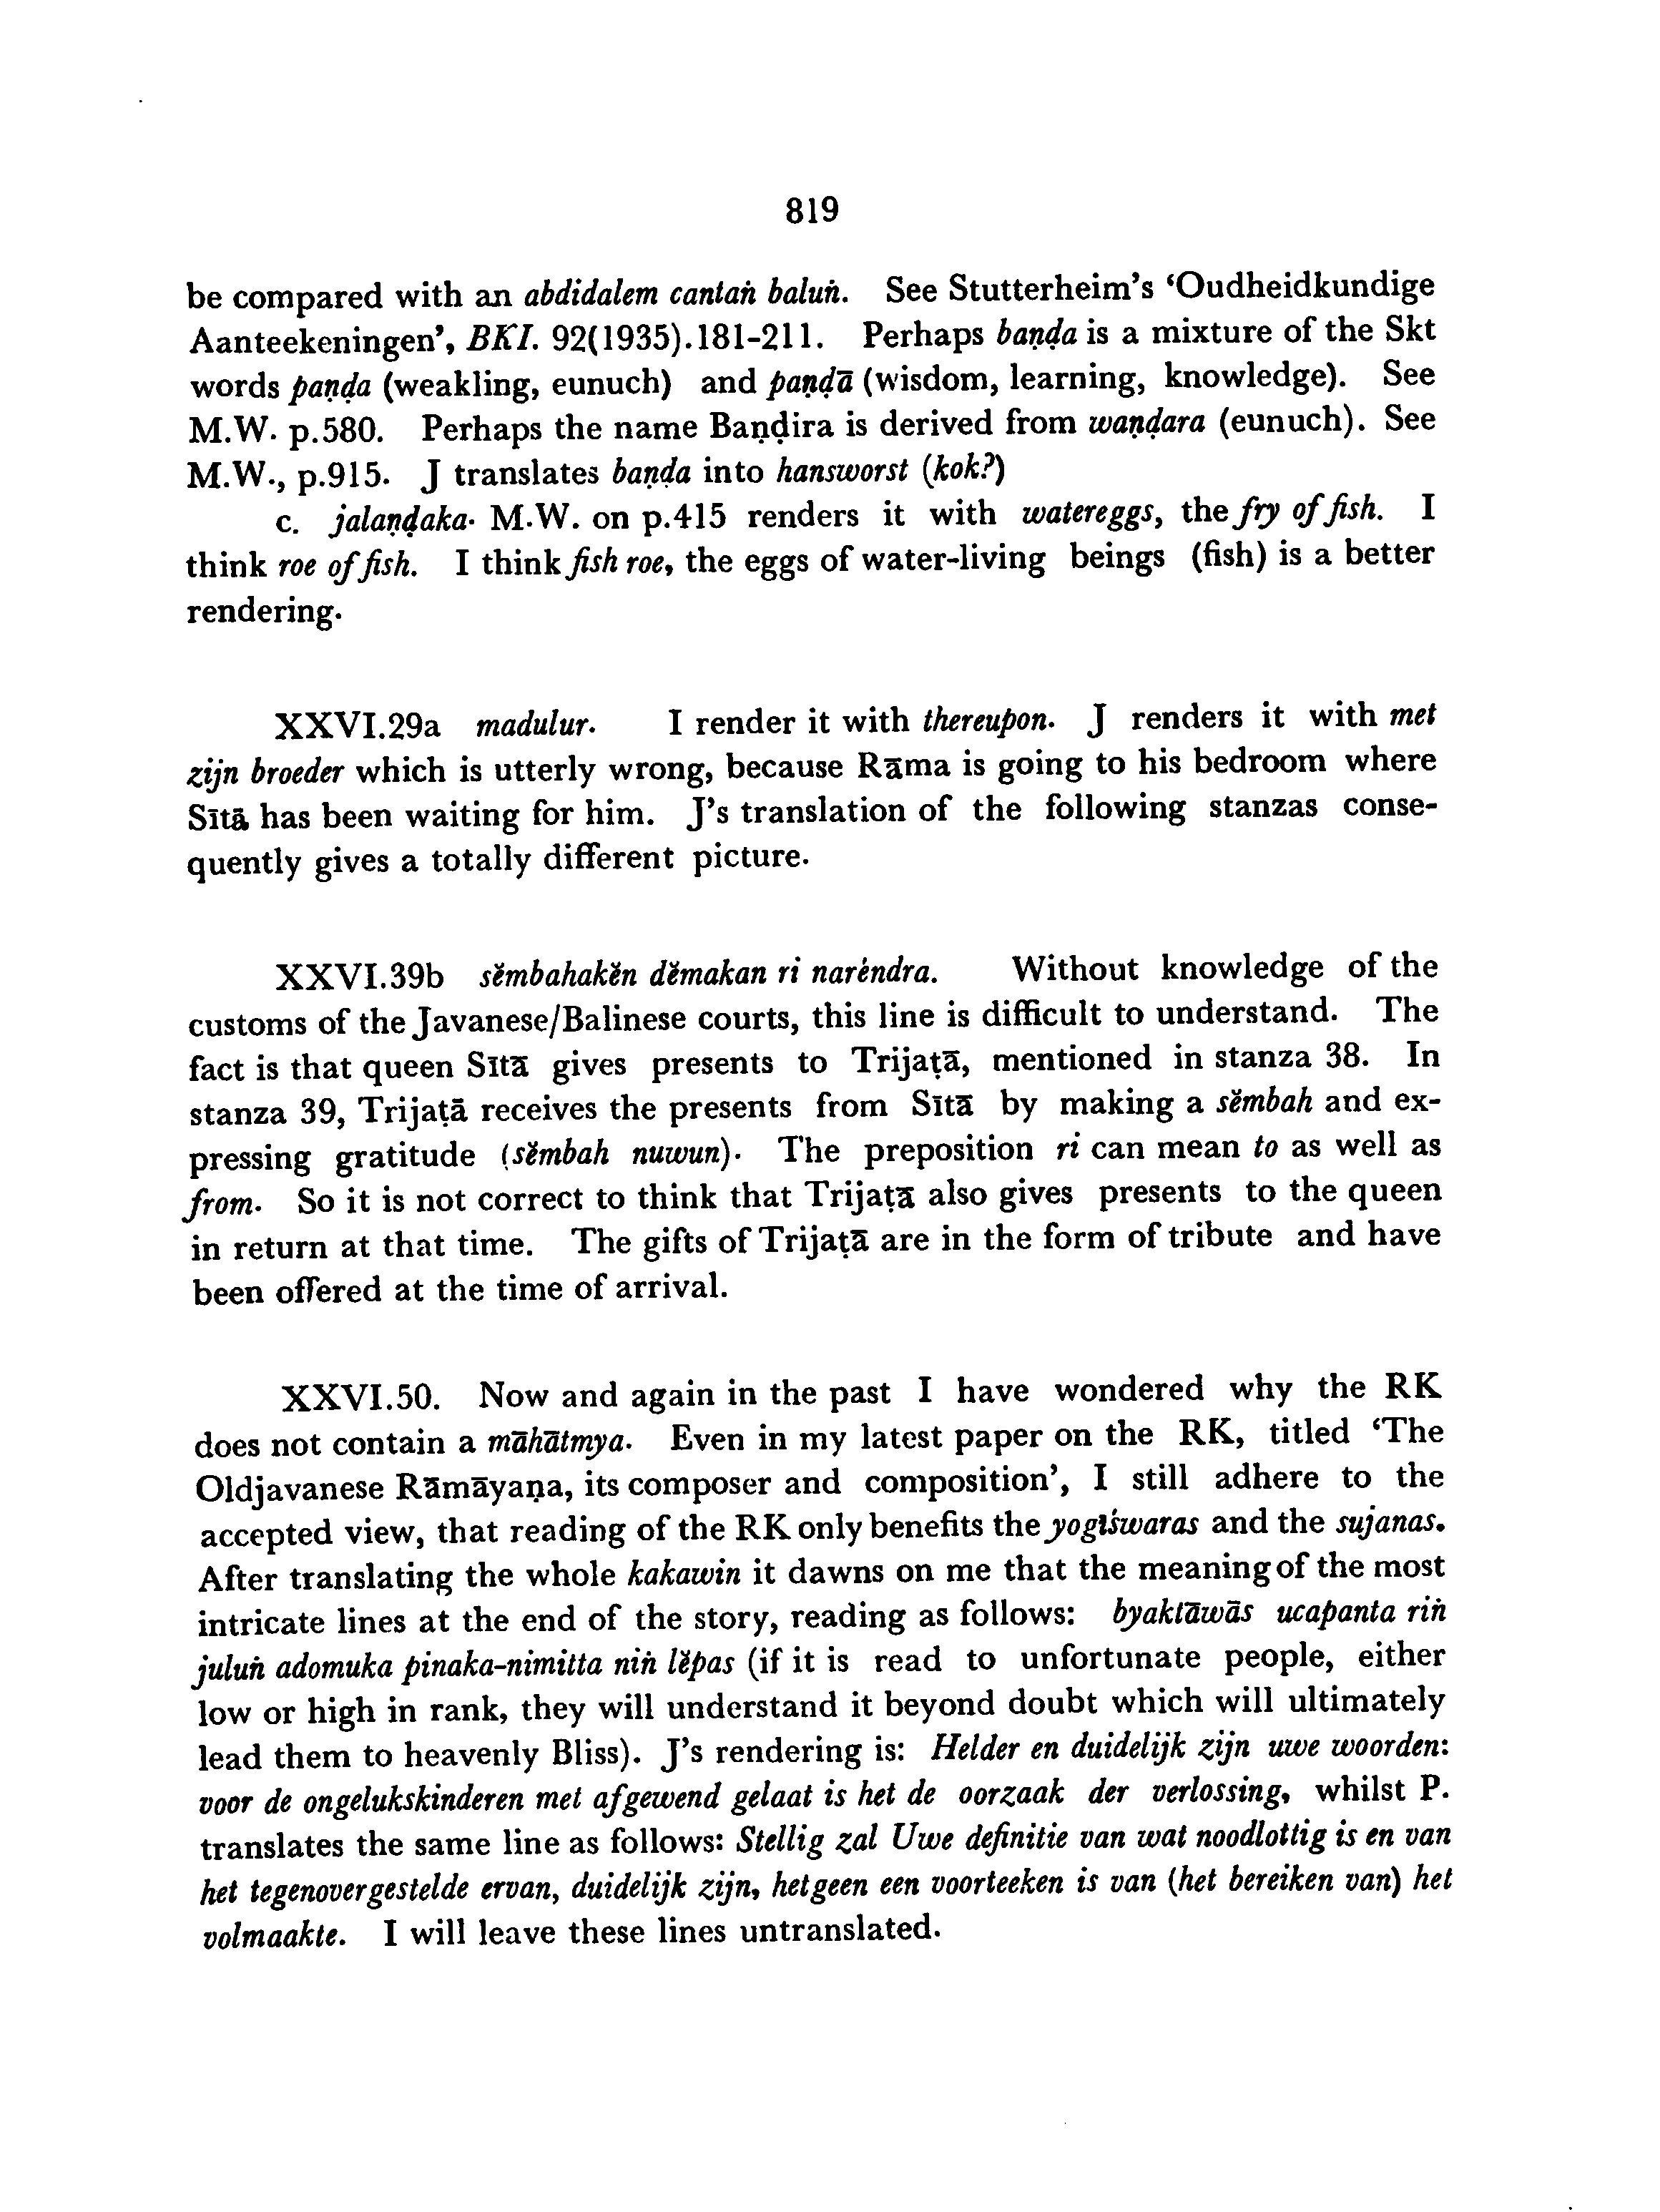 819
be compared with an abdidalem cantaṅ baluṅ. See Stutterheim's ‘Oudheidkundige
Aanteekeningen’, BKI. 92(1935).181-211. Perhaps baṇḍa is a mixture of the Skt
words paṇḍa (weakling, eunuch) and paṇḍā (wisdom, learning, knowledge). See
M.W. p.580. Perhaps the name Baṇḍira is derived from waṇḍara (eunuch). See
M.W., p.915. J translates baṇḍa into hansworst (kok?)
c. jalaṇḍaka. M.W. on p.415 renders it with watereggs, the fry of fish. I
think roe of fish. I think fish roe, the eggs of water-living beings (fish) is a better
rendering.
XXVI.29a madulur. I render it with thereupon. J renders it with met
zijn broeder which is utterly wrong, because Rāma is going to his bedroom where
Sītā has been waiting for him. J's translation of the following stanzas conse-
quently gives a totally different picture.
XXVI.39b sĕmbahakĕn dĕmakan ri naréndra. Without knowledge of the
customs of the Javanese/Balinese courts, this line is difficult to understand. The
fact is that queen Sītā gives presents to Trijaṭā, mentioned in stanza 38. In
stanza 39, Trijaṭā receives the presents from Sītā by making a sĕmbah and ex-
pressing gratitude (sĕmbah nuwun). The preposition ri can mean to as well as
from. So it is not correct to think that Trijaṭā also gives presents to the queen
in return at that time. The gifts of Trijaṭā are in the form of tribute and have
been offered at the time of arrival.
XXVI.50. Now and again in the past I have wondered why the RK
does not contain a māhātmya. Even in my latest paper on the RK, titled ‘The
Oldjavanese Rāmāyaṇa, its composer and composition’, I still adhere to the
accepted view, that reading of the RK only benefits the yogīśwaras and the sujanas.
After translating the whole kakawin it dawns on me that the meaning of the most
intricate lines at the end of the story, reading as follows: byaktāwās ucapanta riṅ
juluṅ adomuka pinaka-nimitta niṅ lĕpas (if it is read to unfortunate people, either
low or high in rank, they will understand it beyond doubt which will ultimately
lead them to heavenly Bliss). J's rendering is: Helder en duidelijk zijn uwe woorden:
voor de ongelukskinderen met afgewend gelaat is het de oorzaak der verlossing, whilst P.
translates the same line as follows: Stellig zal Uwe definitie van wat noodlottig is en van
het tegenovergestelde ervan, duidelijk zijn, hetgeen een voorteeken is van (het bereiken van) het
volmaakte. I will leave these lines untranslated.